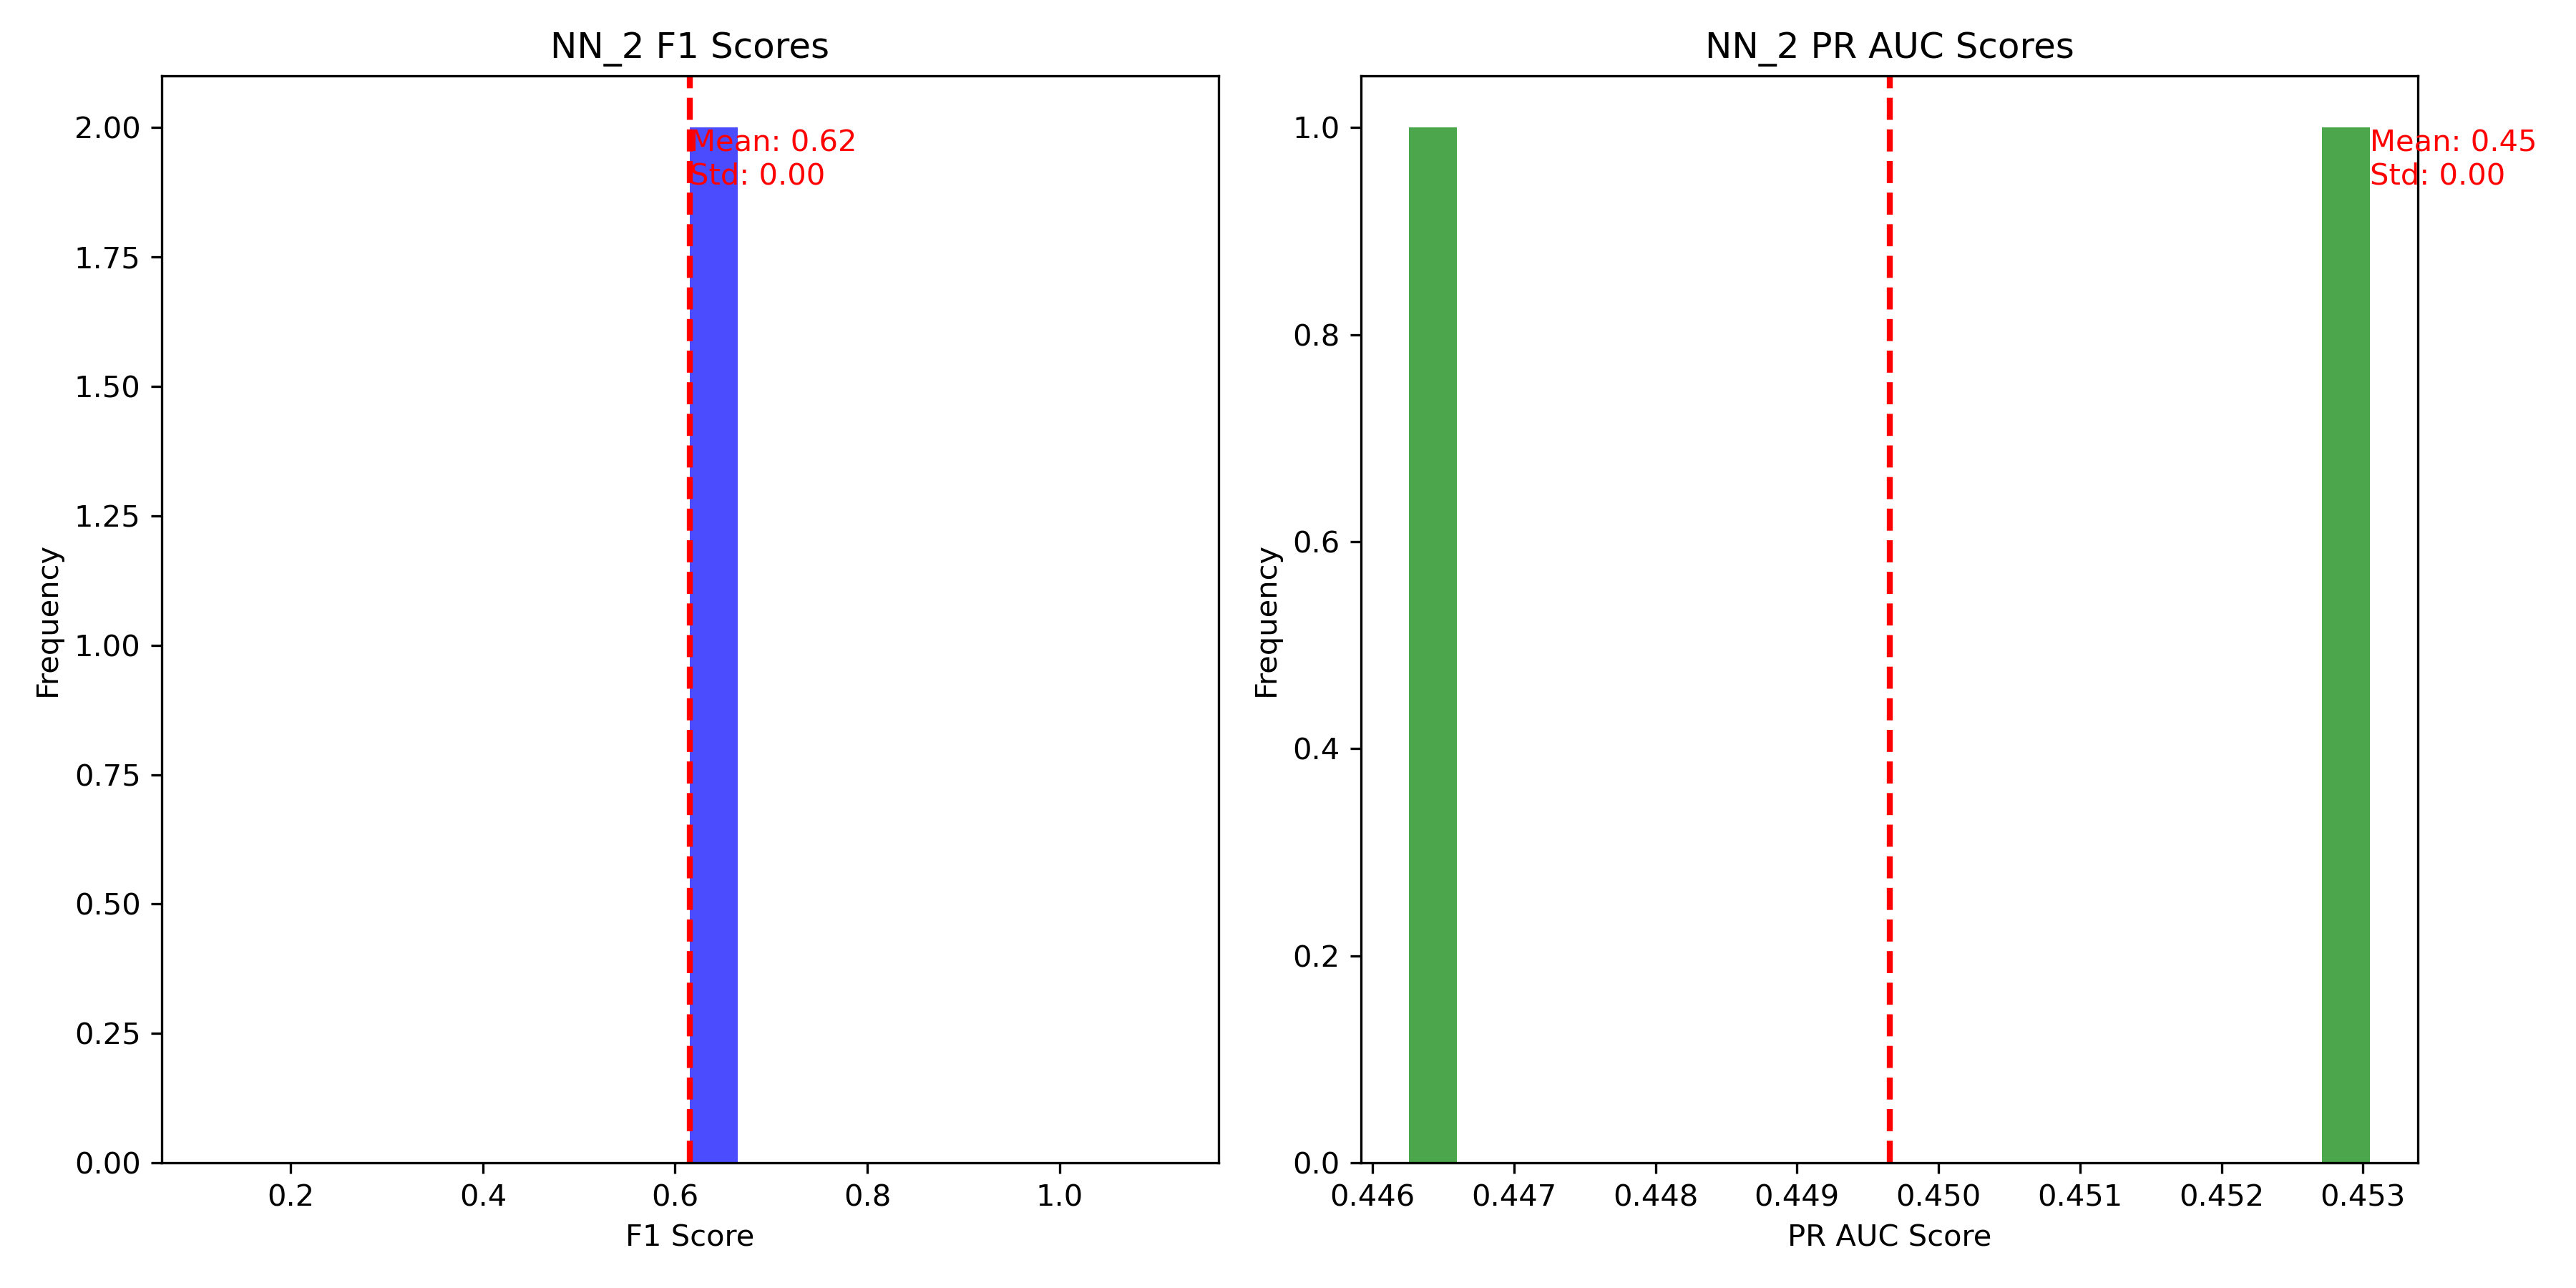 NN_2 F1 Scores
2.00
1.75
1.50
1.25
1.00
0.75
0.50
0.25
0.00
Frequency
Mean: 0.62
Std: 0.00
0.2 0.4 0.6 0.8 1.0
F1 Score
NN_2 PR AUC Scores
1.0
0.8
0.6
0.4
0.2
0.0
Frequency
Mean: 0.45
Std: 0.00
0.446 0.447 0.448 0.449 0.450 0.451 0.452 0.453
PR AUC Score